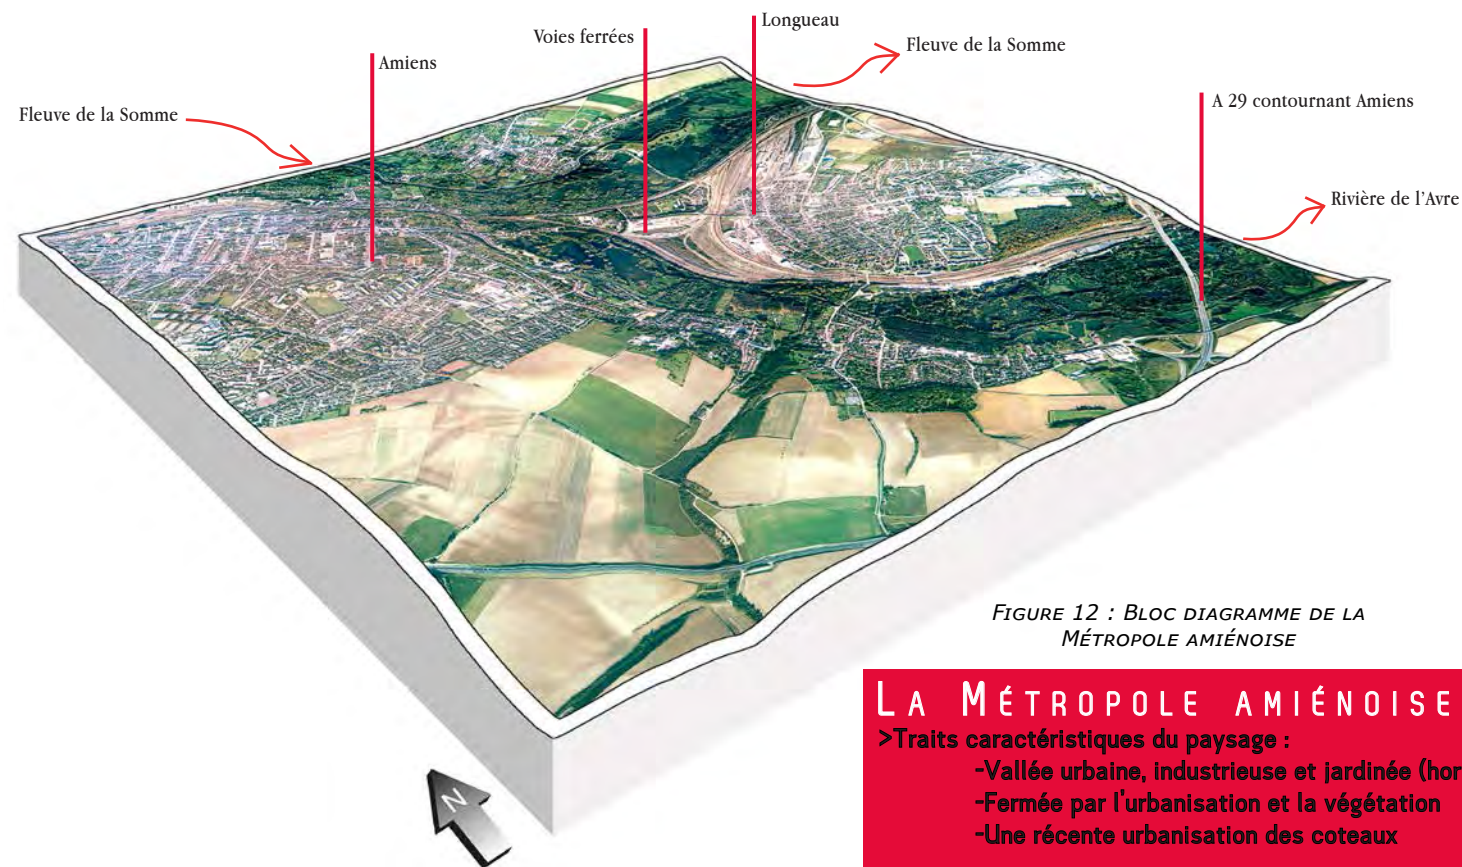 Longueau
Voies ferrées
Fleuve de la Somme
Amiens
A 29 contournant Amiens
Fleuve de la Somme
Rivière de l'Avre
FIGURE 12 : BLOC DIAGRAMME DE LA
MÉTROPOLE AMIÉNOISE
LA MÉTROPOLE AMIÉNOISE
>Traits caractéristiques du paysage :
-Vallée urbaine, industrieuse et jardinée (hor
-Fermée par l'urbanisation et la végétation
-Une récente urbanisation des coteaux
N